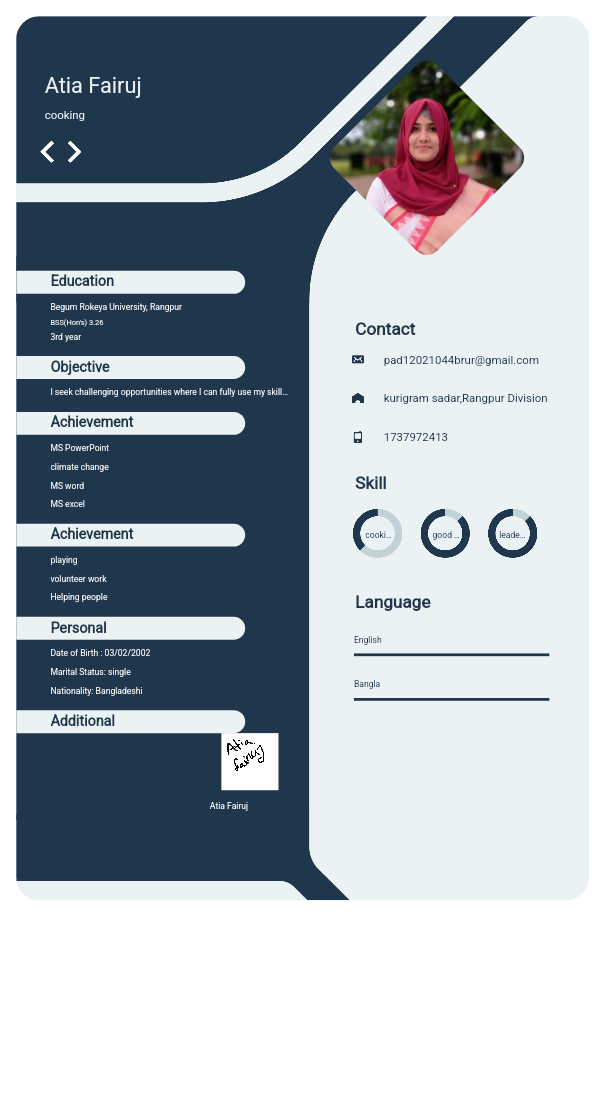 Atia Fairuj
cooking
Education
Begum Rokeya University, Rangpur
BSS(Hon's) 3.26
3rd year
Objective
I seek challenging opportunities where I can fully use my skill...
Achievement
MS PowerPoint
climate change
MS word
MS excel
Achievement
playing
volunteer work
Helping people
Personal
Date of Birth : 03/02/2002
Marital Status: single
Nationality: Bangladeshi
Additional
Atia
Fairuj
Atia Fairuj
Contact
pad12021044brur@gmail.com
kurigram sadar,Rangpur Division
1737972413
Skill
cooki... good ... leade...
Language
English
Bangla